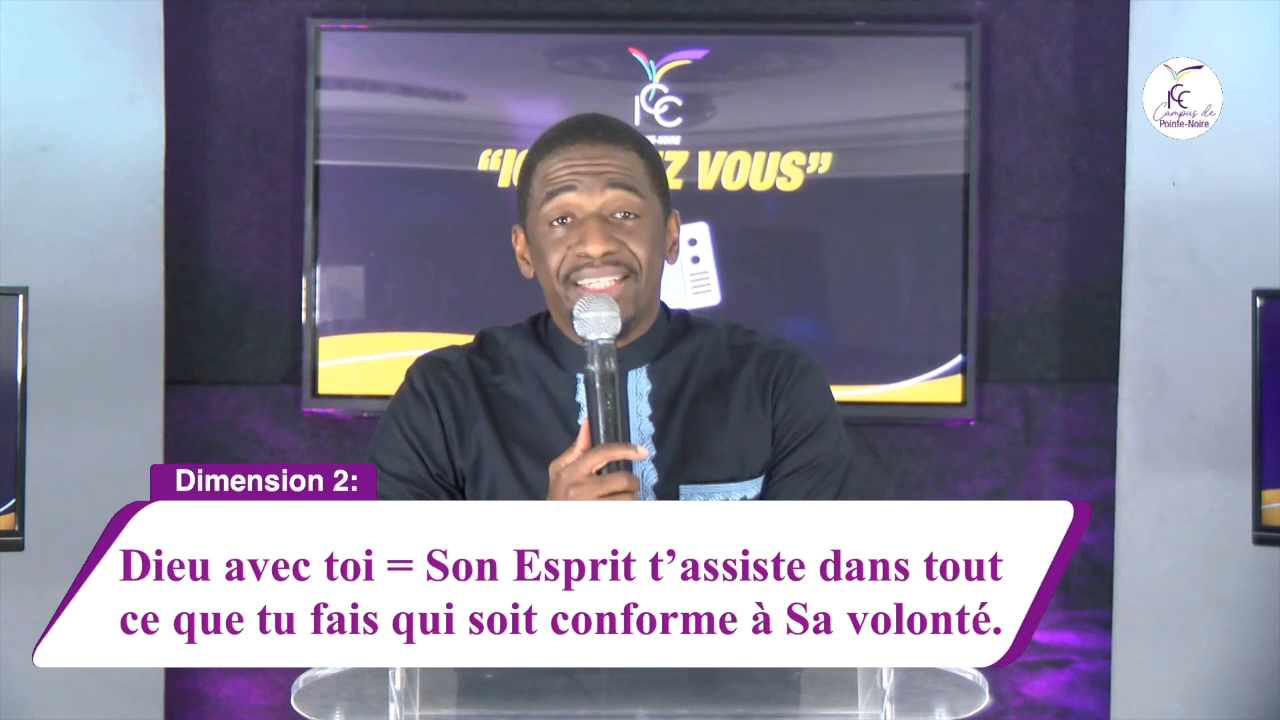 ICC
VOUS”
ICC
Campus de
Pointe-Noire
Dimension 2:
Dieu avec toi = Son Esprit t’assiste dans tout
ce que tu fais qui soit conforme à Sa volonté.